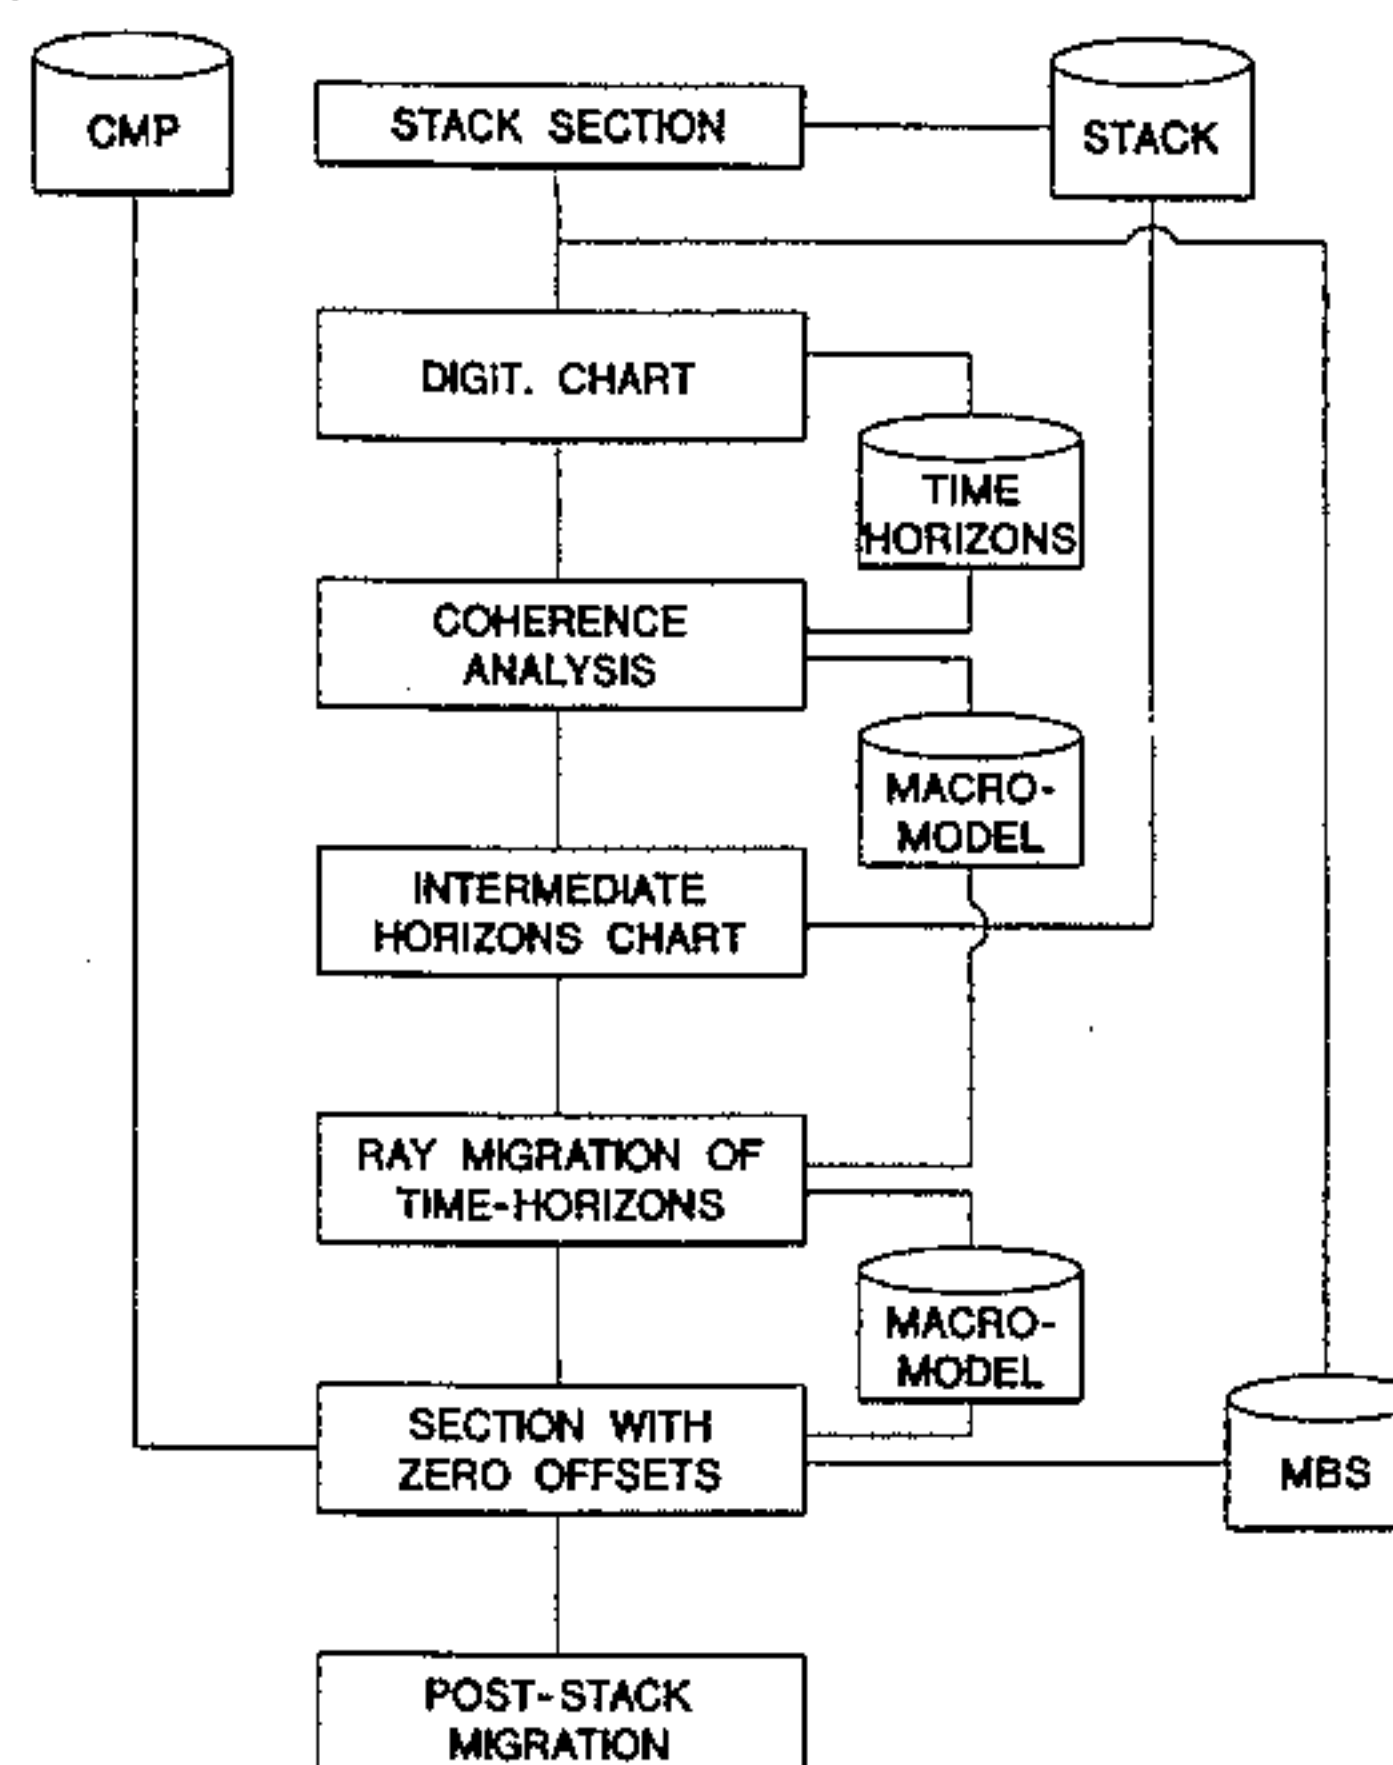 CMP
STACK SECTION
STACK
DIGIT. CHART
TIME
HORIZONS
COHERENCE
ANALYSIS
MACRO-
MODEL
INTERMEDIATE
HORIZONS CHART
RAY MIGRATION OF
TIME-HORIZONS
MACRO-
MODEL
SECTION WITH
ZERO OFFSETS
MBS
POST-STACK
MIGRATION